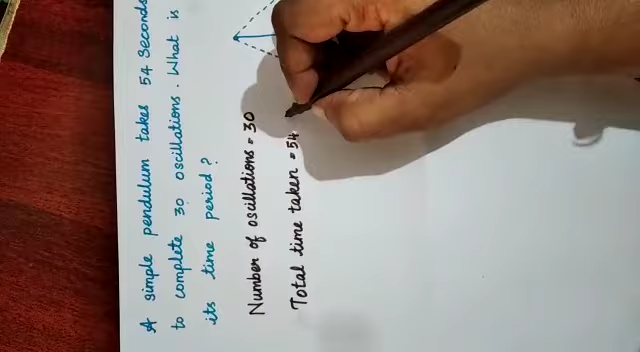 A simple pendulum takes 54 Seconds
to complete 30 oscillations. What is
its time period?
Number of oscillations = 30
Total time taken = 54